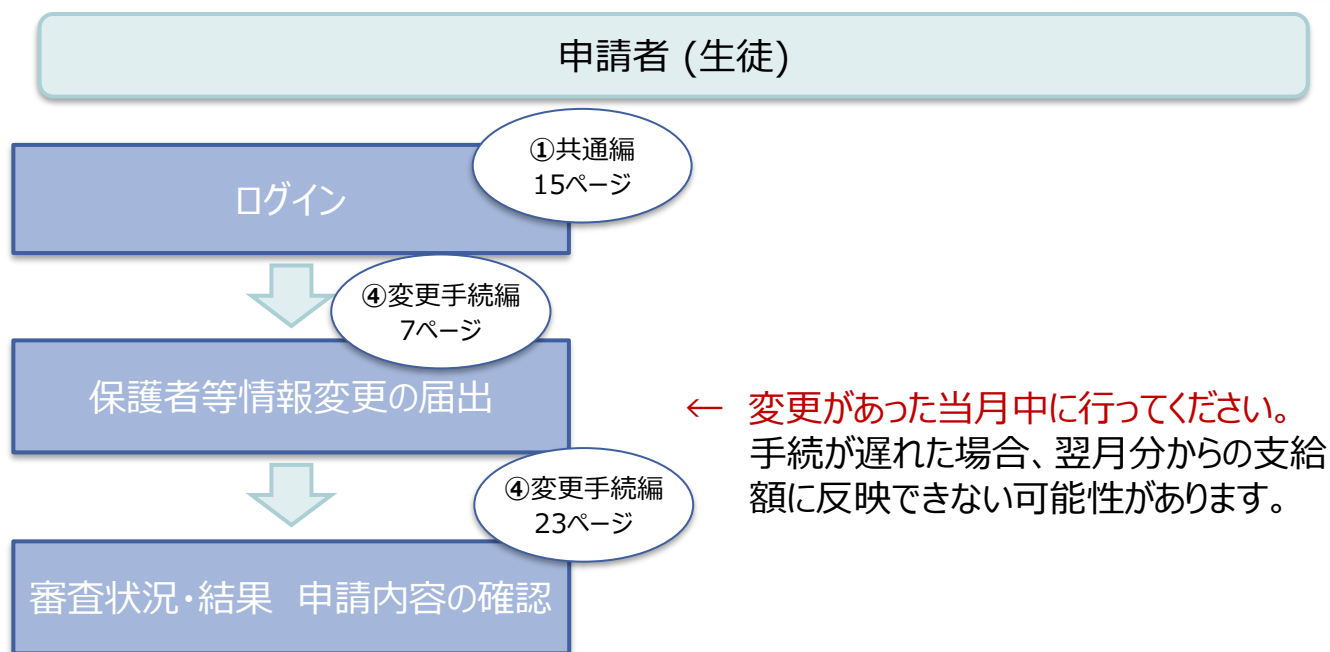 申請者 (生徒)
①共通編
15ページ
ログイン
④変更手続編
7ページ
保護者等情報変更の届出
← 変更があった当月中に行ってください。
手続が遅れた場合、翌月分からの支給
額に反映できない可能性があります。
④変更手続編
23ページ
審査状況・結果　申請内容の確認